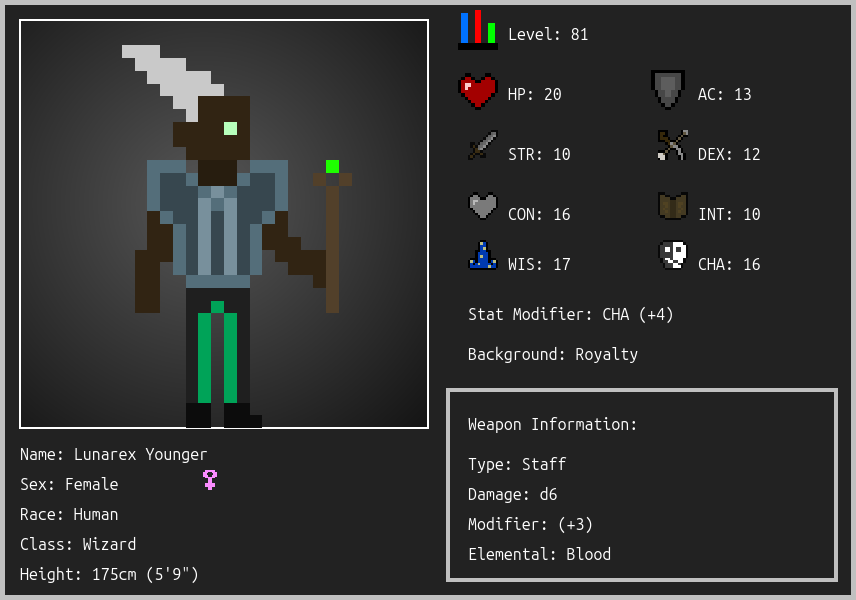 Level: 81
HP: 20
AC: 13
STR: 10
DEX: 12
CON: 16
INT: 10
WIS: 17
CHA: 16
Stat Modifier: CHA (+4)
Background: Royalty
Weapon Information:
Type: Staff
Damage: d6
Modifier: (+3)
Elemental: Blood
Name: Lunarex Younger
Sex: Female
Race: Human
Class: Wizard
Height: 175cm (5'9")